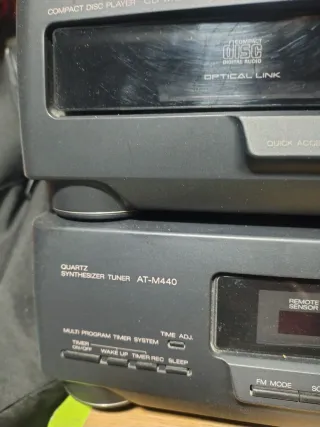 COMPACT DISC PLAYER
COMPACT
disc
DIGITAL AUDIO
OPTICAL LINK
QUICK ACCE
QUARTZ
SYNTHESIZER TUNER AT-M440
REMOTE
SENSOR
MULTI PROGRAM TIMER SYSTEM
TIME ADJ.
TIMER
ON/OFF
WAKE UP
TIMER REC
SLEEP
FM MODE